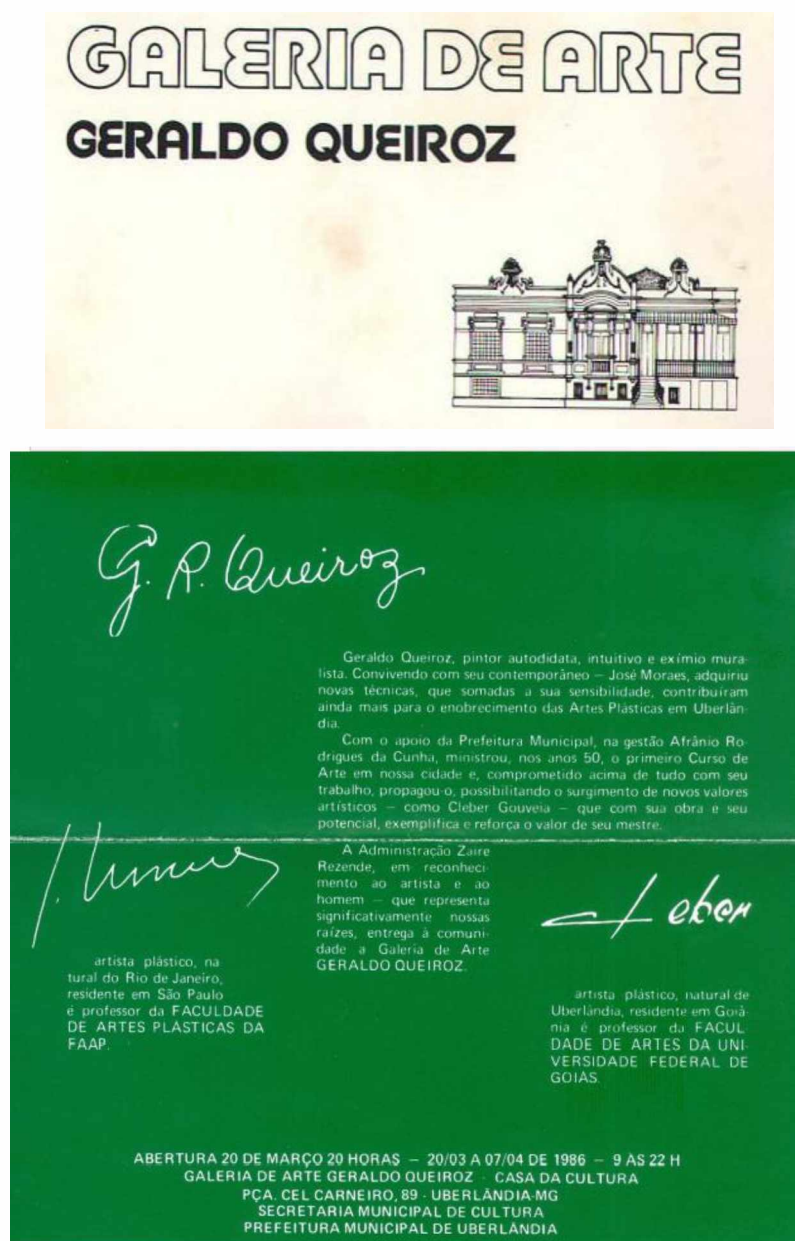 GALERIA DE ARTE
GERALDO QUEIROZ
G. R. Queiroz
Geraldo Queiroz, pintor autodidata, intuitivo e exímio mura-
lista. Convivendo com seu contemporâneo — José Moraes, adquiriu
novas técnicas, que somadas a sua sensibilidade, contribuíram
ainda mais para o enobrecimento das Artes Plásticas em Uberlân-
dia.
Com o apoio da Prefeitura Municipal, na gestão Afrânio Ro-
drigues da Cunha, ministrou, nos anos 50, o primeiro Curso de
Arte em nossa cidade e, comprometido acima de tudo com seu
trabalho, propagou-o; possibilitando o surgimento de novos valores
artísticos — como Cleber Gouveia — que com sua obra e seu
potencial, exemplifica e reforça o valor de seu mestre.
A Administração Zaire
Rezende, em reconheci-
mento ao artista e ao
homem — que representa
significativamente nossas
raízes, entrega à comuni-
dade a Galeria de Arte
GERALDO QUEIROZ.
artista plástico, na
tural do Rio de Janeiro,
residente em São Paulo
é professor da FACULDADE
DE ARTES PLÁSTICAS DA
FAAP.
Cleber
artista plástico, natural de
Uberlândia, residente em Goiâ-
nia é professor da FACUL-
DADE DE ARTES DA UNI-
VERSIDADE FEDERAL DE
GOIÁS.
ABERTURA 20 DE MARÇO 20 HORAS — 20/03 A 07/04 DE 1986 — 9 ÀS 22 H
GALERIA DE ARTE GERALDO QUEIROZ - CASA DA CULTURA
PÇA. CEL CARNEIRO, 89 - UBERLÂNDIA-MG
SECRETARIA MUNICIPAL DE CULTURA
PREFEITURA MUNICIPAL DE UBERLÂNDIA